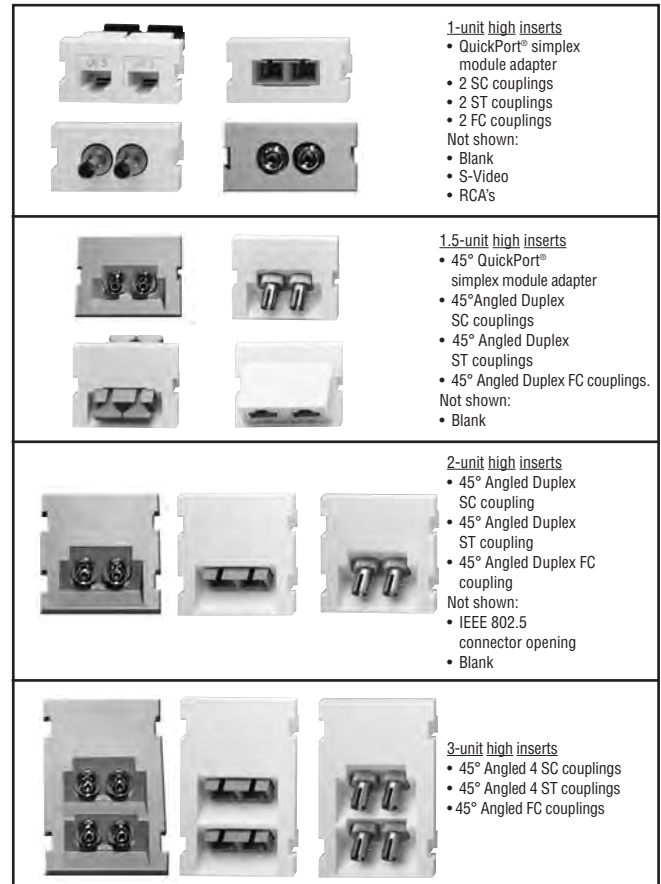 1-unit high inserts
• QuickPort® simplex
module adapter
• 2 SC couplings
• 2 ST couplings
• 2 FC couplings
Not shown:
• Blank
• S-Video
• RCA's
1.5-unit high inserts
• 45° QuickPort®
simplex module adapter
• 45°Angled Duplex
SC couplings
• 45° Angled Duplex
ST couplings
• 45° Angled Duplex FC couplings.
Not shown:
• Blank
2-unit high inserts
• 45° Angled Duplex
SC coupling
• 45° Angled Duplex
ST coupling
• 45° Angled Duplex FC
coupling
Not shown:
• IEEE 802.5
connector opening
• Blank
3-unit high inserts
• 45° Angled 4 SC couplings
• 45° Angled 4 ST couplings
• 45° Angled FC couplings